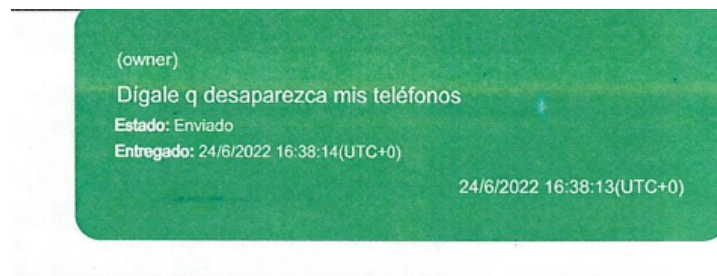 (owner)
Dígale q desaparezca mis teléfonos
Estado: Enviado
Entregado: 24/6/2022 16:38:14(UTC+0)
24/6/2022 16:38:13(UTC+0)